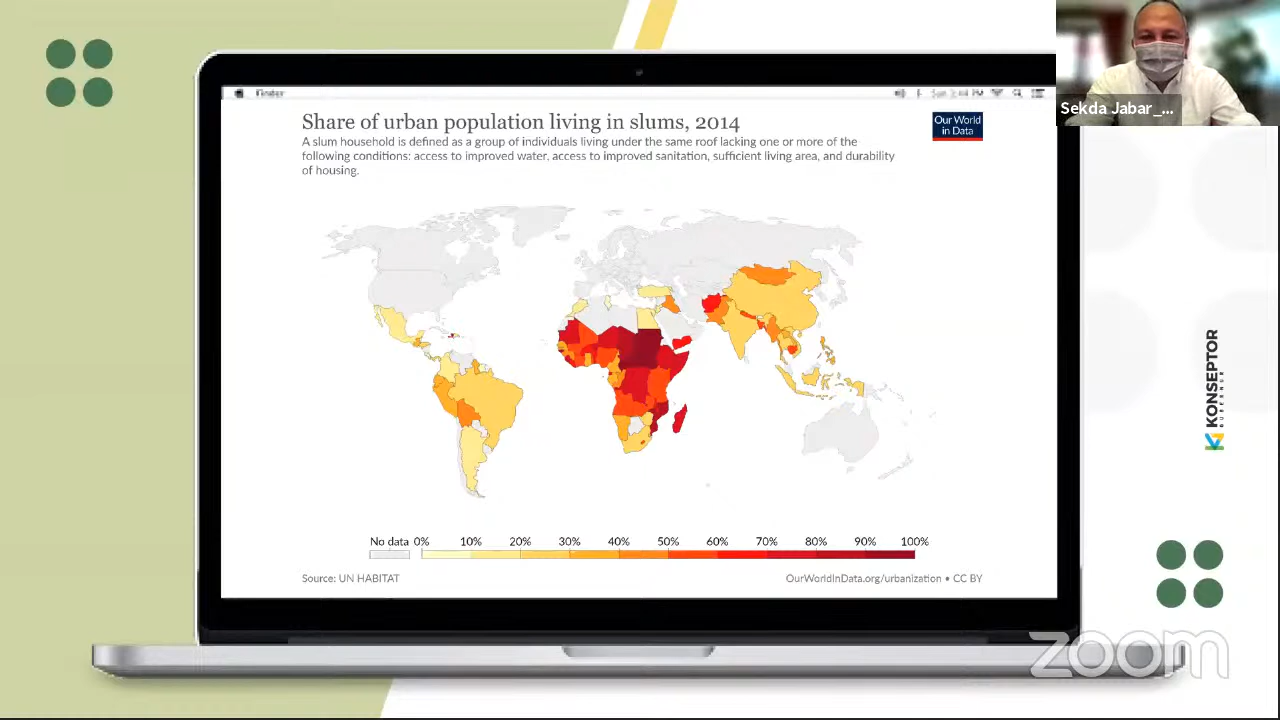 Finder
Share of urban population living in slums, 2014
Our World
in Data
A slum household is defined as a group of individuals living under the same roof lacking one or more of the
following conditions: access to improved water, access to improved sanitation, sufficient living area, and durability
of housing.
Sekda Jabar _...
KONSEPTOR
GUBERNUR
No data 0% 10% 20% 30% 40% 50% 60% 70% 80% 90% 100%
Source: UN HABITAT
OurWorldInData.org/urbanization • CC BY
zoom